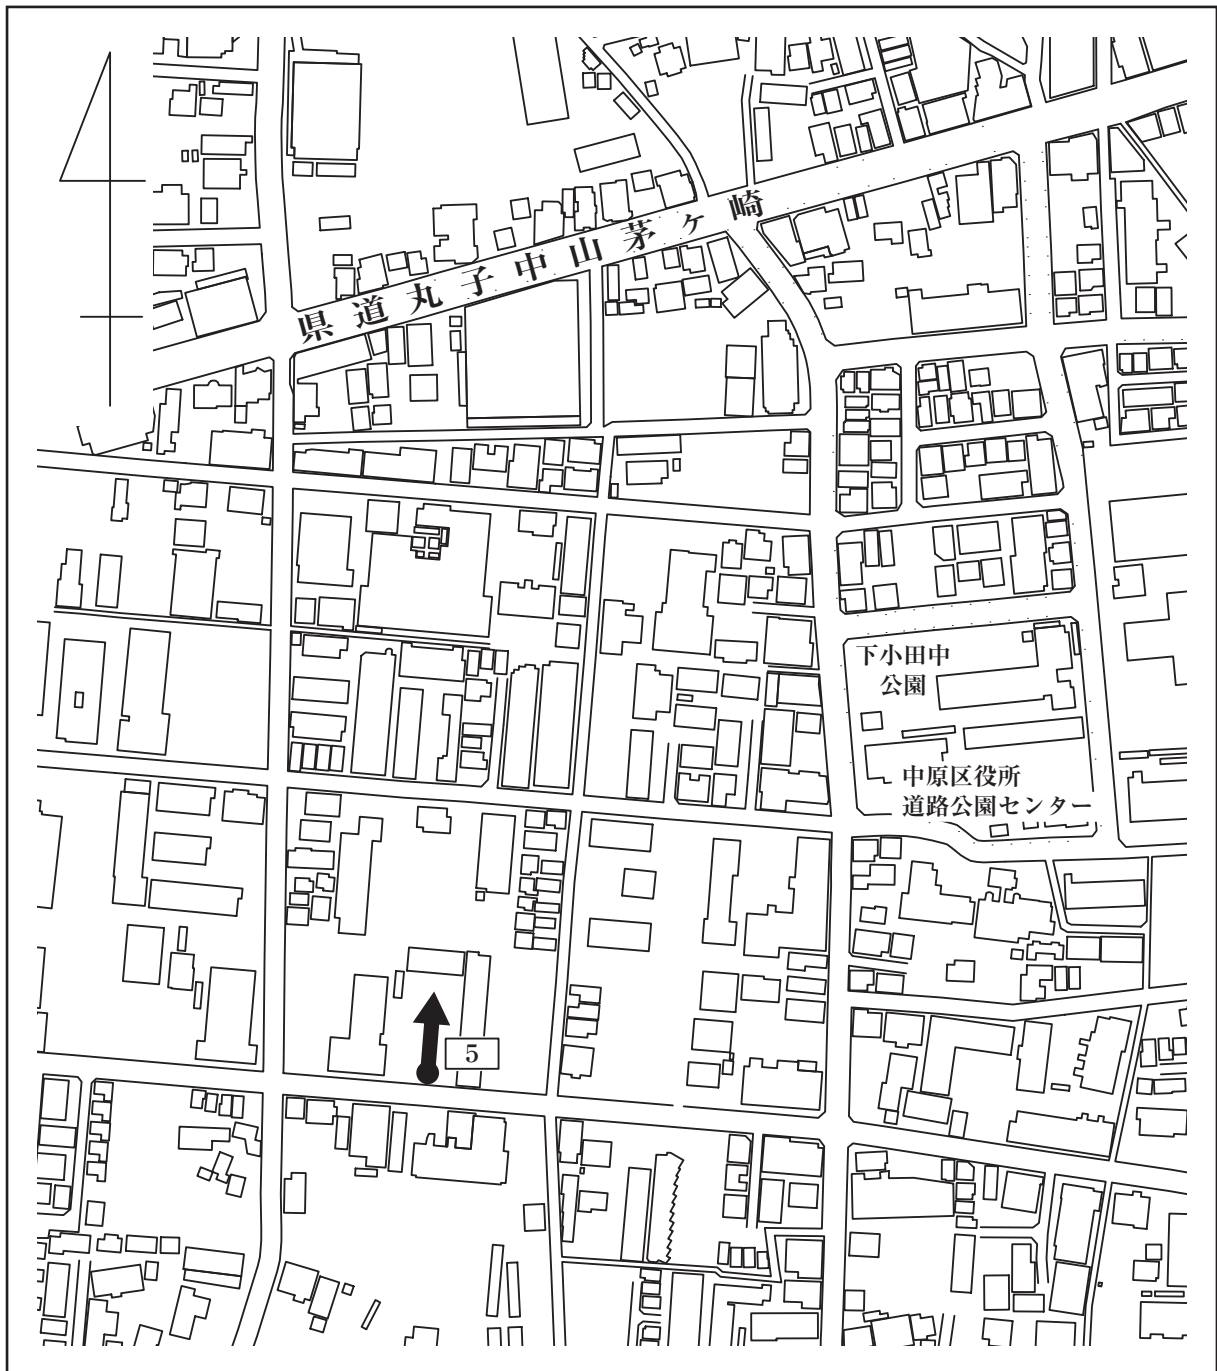 県道丸子中山茅ヶ崎
下小田中
公園
中原区役所
道路公園センター
5